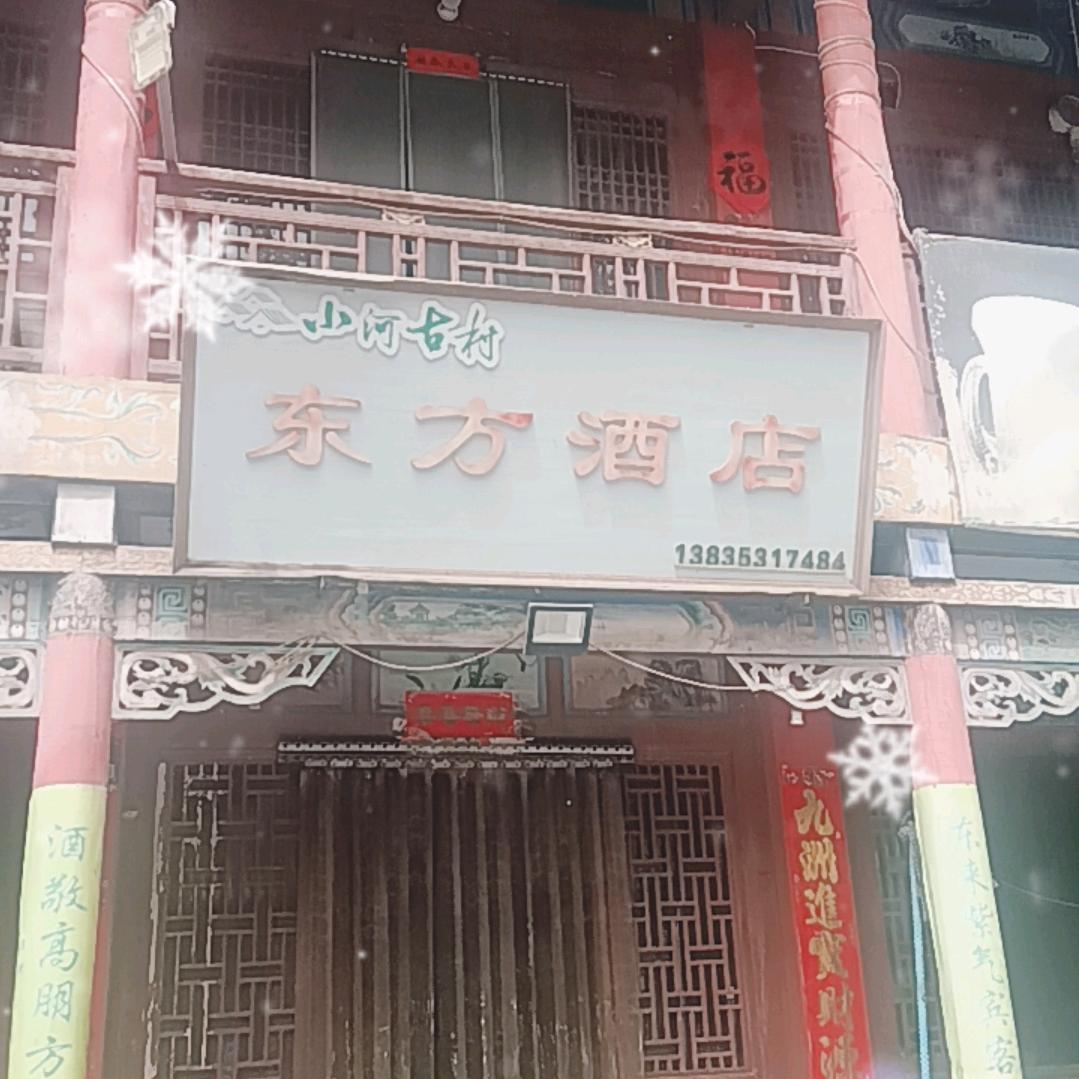 福
小河古村
东方酒店
13835317484
酒敬高朋方
九洲進寶財源
东来紫气宾客